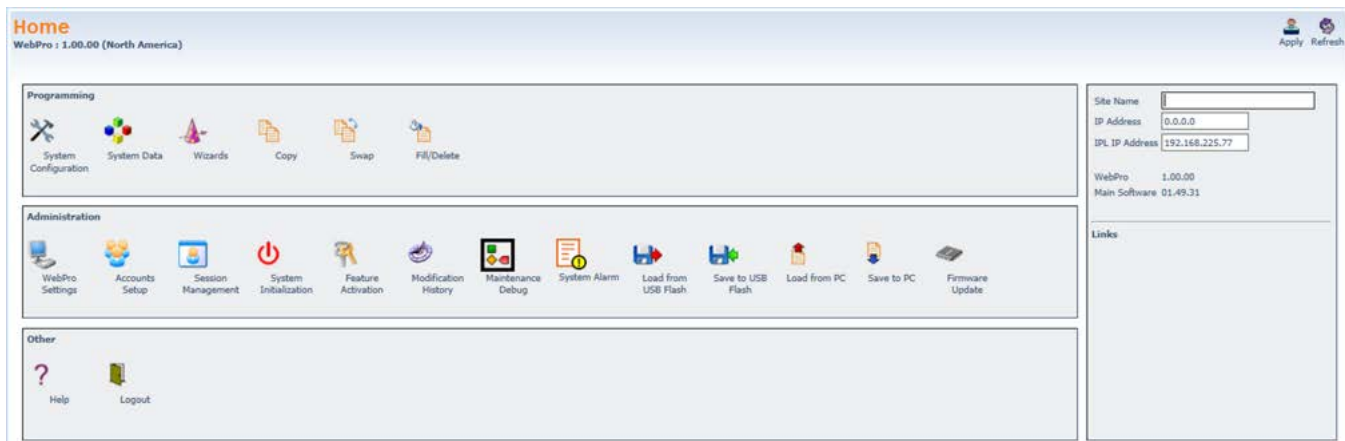 Home
WebPro : 1.00.00 (North America)
Apply Refresh
Programming
System Configuration
System Data
Wizards
Copy
Swap
Fill/Delete
Administration
WebPro Settings
Accounts Setup
Session Management
System Initialization
Feature Activation
Modification History
Maintenance Debug
System Alarm
Load from USB Flash
Save to USB Flash
Load from PC
Save to PC
Firmware Update
Other
? 
Help
Logout
Site Name
IP Address 0.0.0.0
IPL IP Address 192.168.225.77
WebPro 1.00.00
Main Software 01.49.31
Links